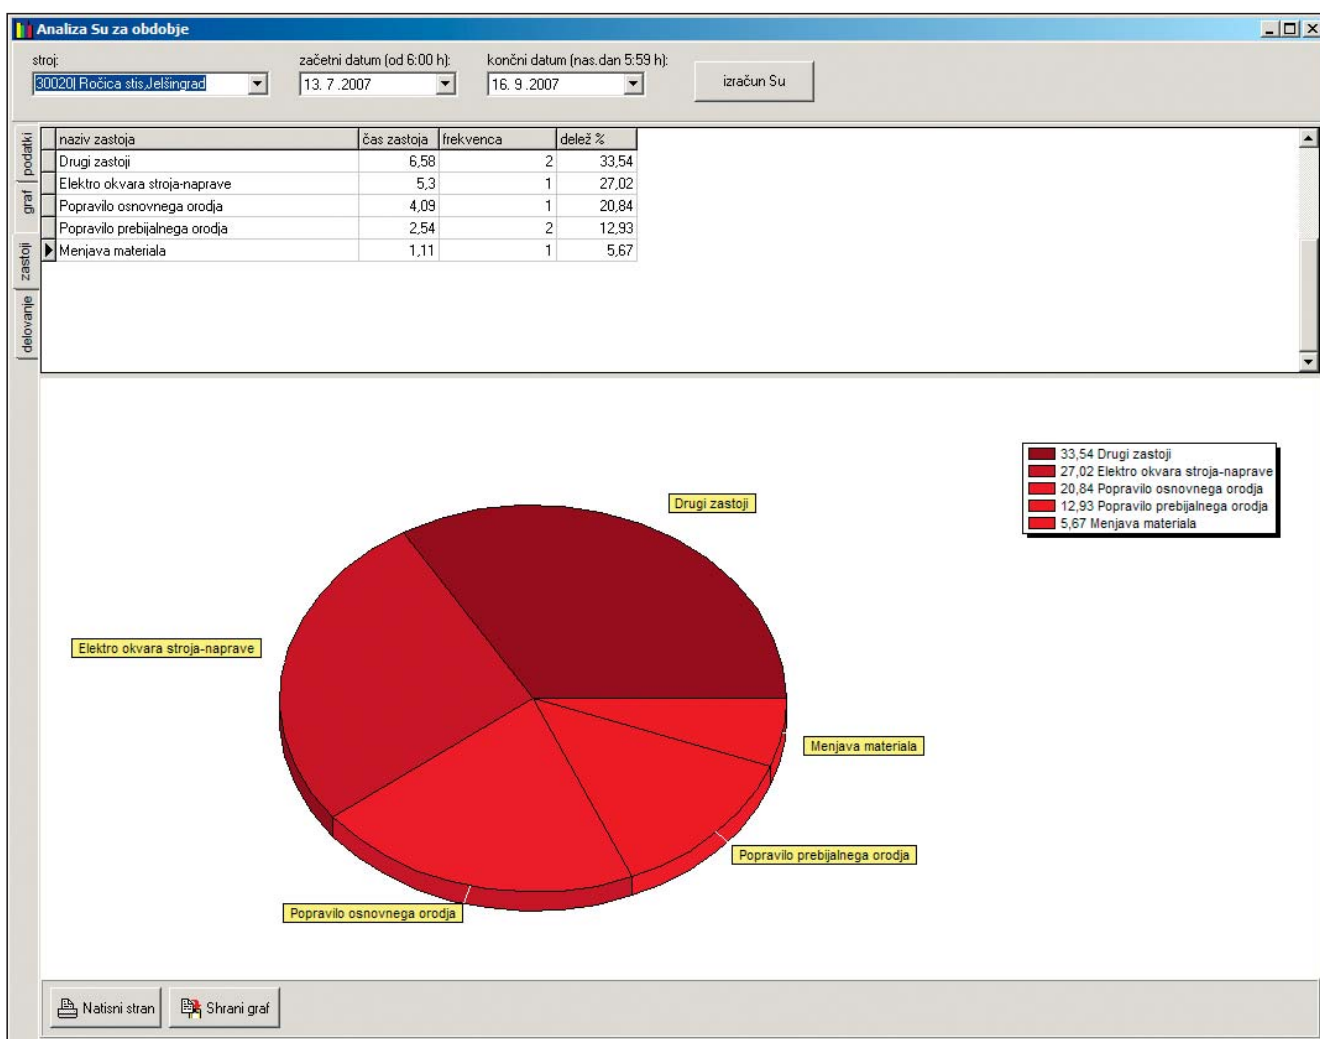 Analiza Su za obdobje
stroj: začetni datum (od 6:00 h): končni datum (nas.dan 5:59 h):
30020| Ročica stis,Jelšingrad 13. 7 .2007 16. 9 .2007 izračun Su
podatki
graf
zastoji
delovanje
naziv zastoja čas zastoja frekvenca delež %
Drugi zastoji 6,58 2 33,54
Elektro okvara stroja-naprave 5,3 1 27,02
Popravilo osnovnega orodja 4,09 1 20,84
Popravilo prebijalnega orodja 2,54 2 12,93
Menjava materiala 1,11 1 5,67
33,54 Drugi zastoji
27,02 Elektro okvara stroja-naprave
20,84 Popravilo osnovnega orodja
12,93 Popravilo prebijalnega orodja
5,67 Menjava materiala
Drugi zastoji
Elektro okvara stroja-naprave
Menjava materiala
Popravilo prebijalnega orodja
Popravilo osnovnega orodja
Natisni stran Shrani graf